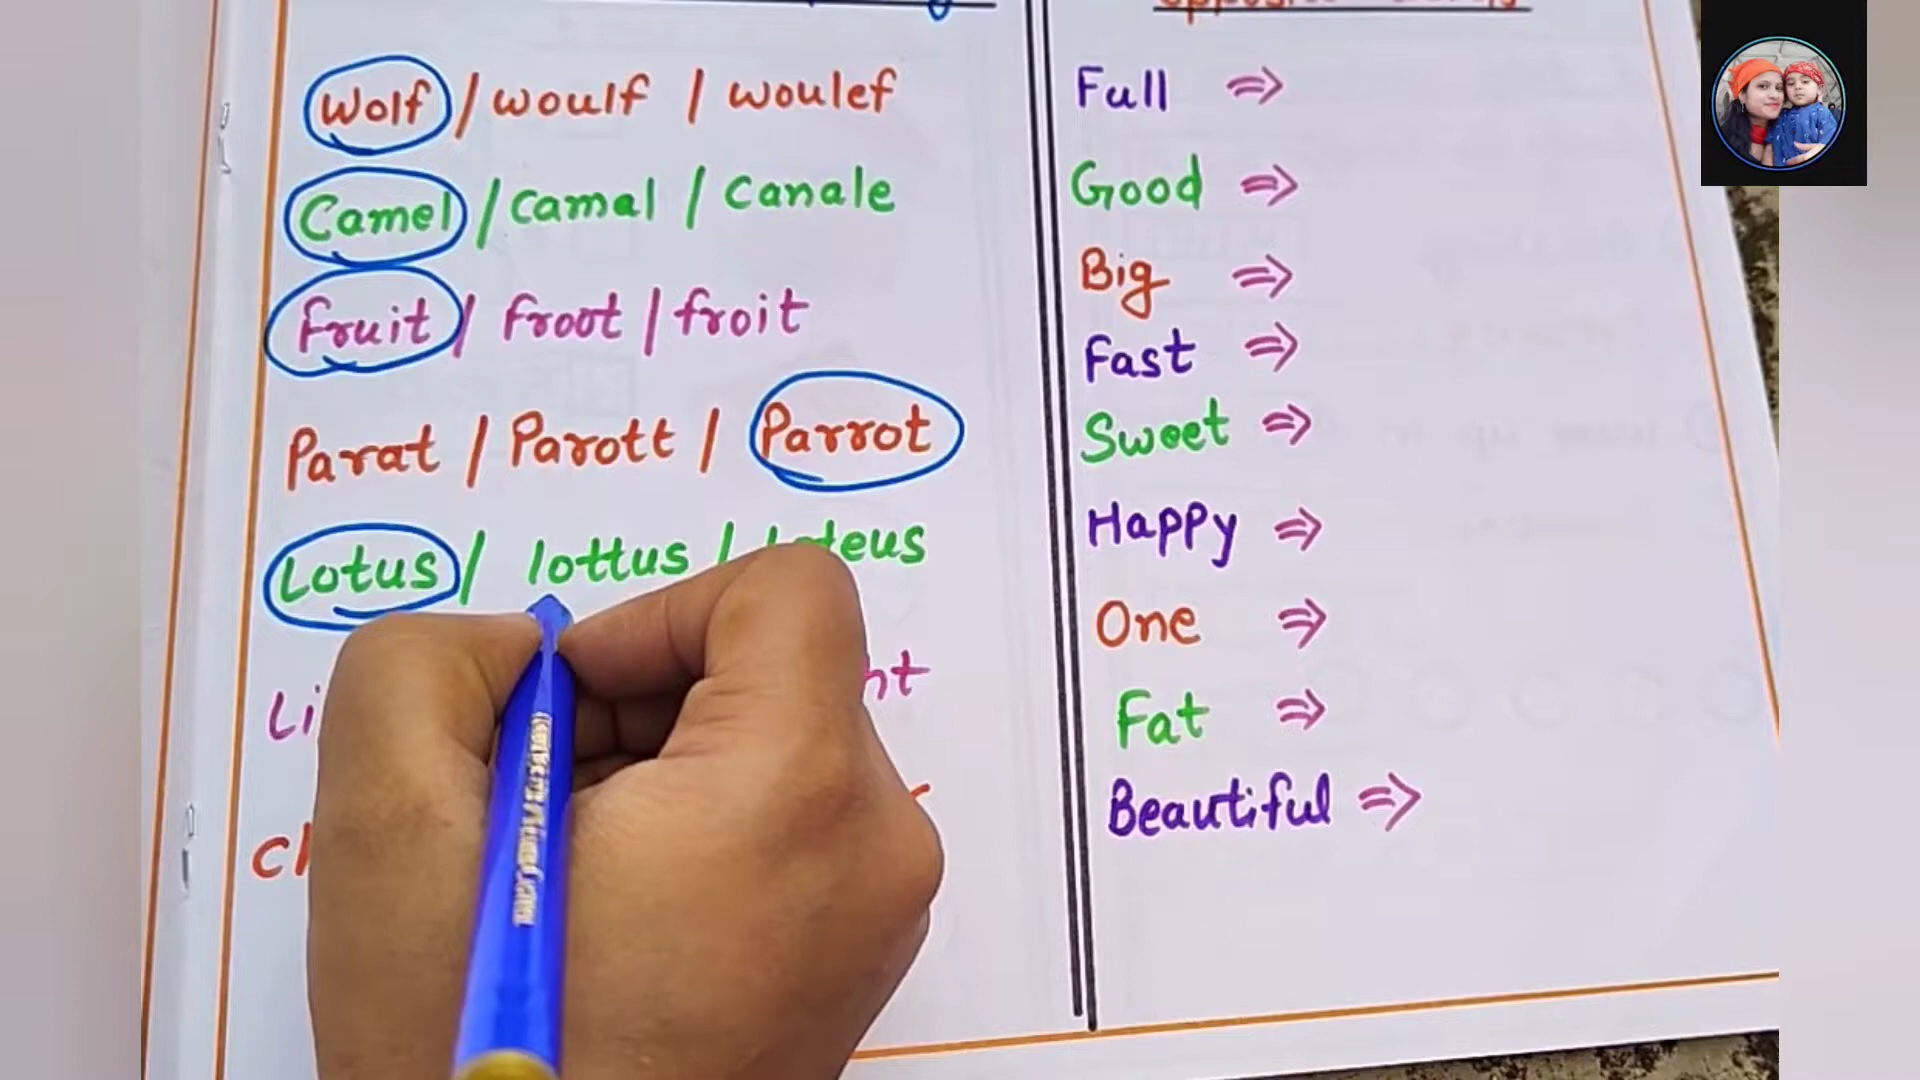 Wolf / woulf / woulef
Camel / Camal / Canale
Fruit / froot / froit
Parat / Parott / Parrot
Lotus / lottus /
Full ⇒
Good ⇒
Big ⇒
Fast ⇒
Sweet ⇒
Happy ⇒
One ⇒
Fat ⇒
Beautiful ⇒